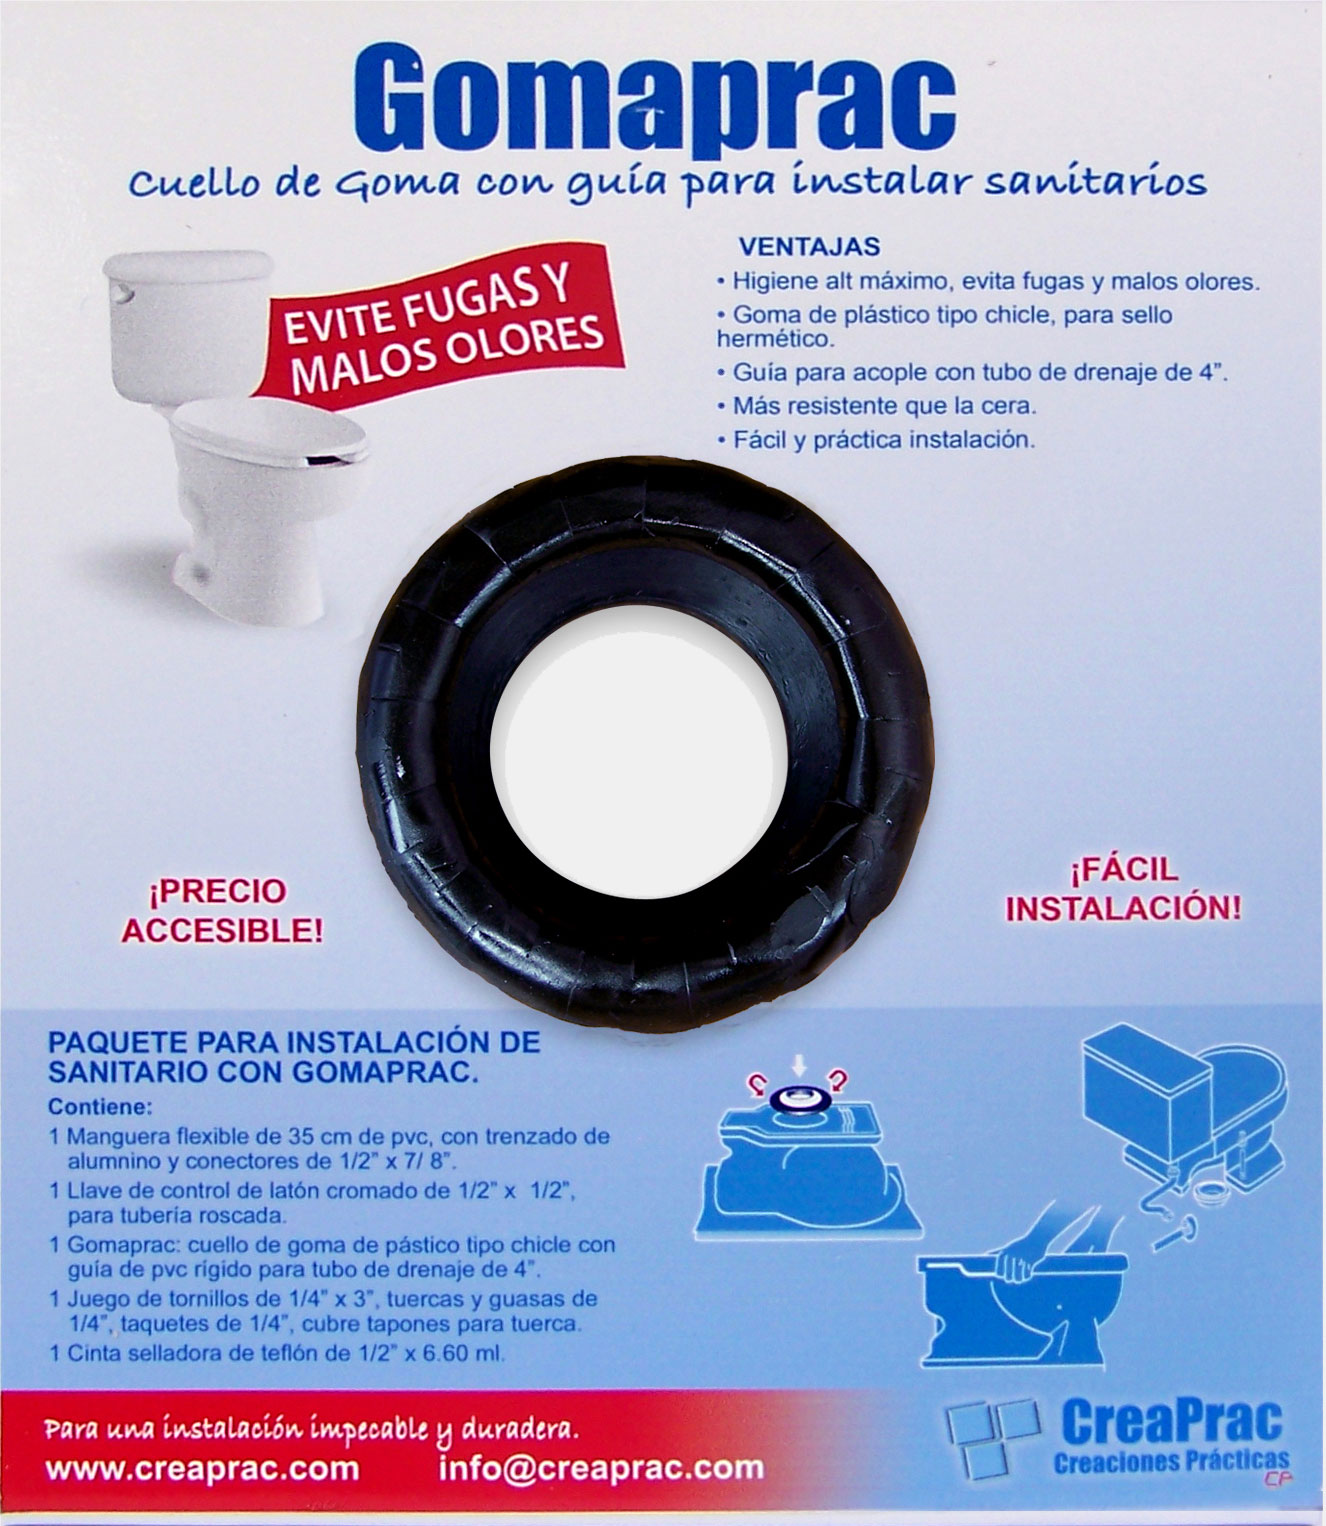 Gomaprac
Cuello de Goma con guía para instalar sanitarios
EVITE FUGAS Y
MALOS OLORES
VENTAJAS
• Higiene alt máximo, evita fugas y malos olores.
• Goma de plástico tipo chicle, para sello
hermético.
• Guía para acople con tubo de drenaje de 4”.
• Más resistente que la cera.
• Fácil y práctica instalación.
¡PRECIO
ACCESIBLE!
¡FÁCIL
INSTALACIÓN!
PAQUETE PARA INSTALACIÓN DE
SANITARIO CON GOMAPRAC.
Contiene:
1 Manguera flexible de 35 cm de pvc, con trenzado de
alumnino y conectores de 1/2” x 7/ 8”.
1 Llave de control de latón cromado de 1/2” x 1/2”,
para tubería roscada.
1 Gomaprac: cuello de goma de pástico tipo chicle con
guía de pvc rígido para tubo de drenaje de 4”.
1 Juego de tornillos de 1/4” x 3”, tuercas y guasas de
1/4”, taquetes de 1/4”, cubre tapones para tuerca.
1 Cinta selladora de teflón de 1/2” x 6.60 ml.
Para una instalación impecable y duradera.
www.creaprac.com info@creaprac.com
CreaPrac
Creaciones Prácticas
CP